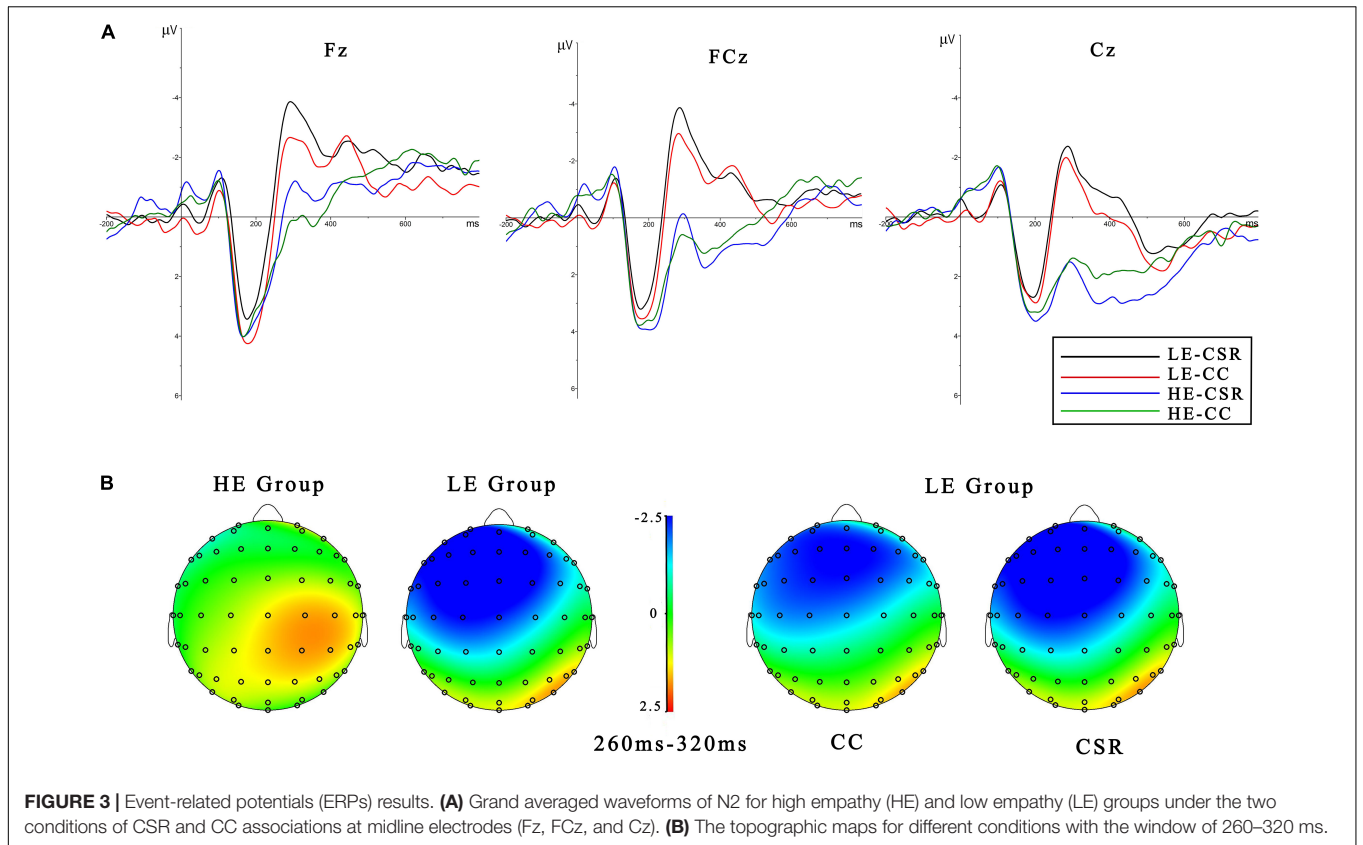 A
Fz
FCz
Cz
μV
μV
μV
-4
-4
-4
-2
-2
-2
-200
200
600
ms
-200
200
600
ms
-200
200
600
ms
2
2
2
4
4
4
6
6
6
LE-CSR
LE-CC
HE-CSR
HE-CC
B
HE Group
LE Group
LE Group
-2.5
0
2.5
260ms-320ms
CC
CSR
FIGURE 3 | Event-related potentials (ERPs) results. (A) Grand averaged waveforms of N2 for high empathy (HE) and low empathy (LE) groups under the two
conditions of CSR and CC associations at midline electrodes (Fz, FCz, and Cz). (B) The topographic maps for different conditions with the window of 260–320 ms.